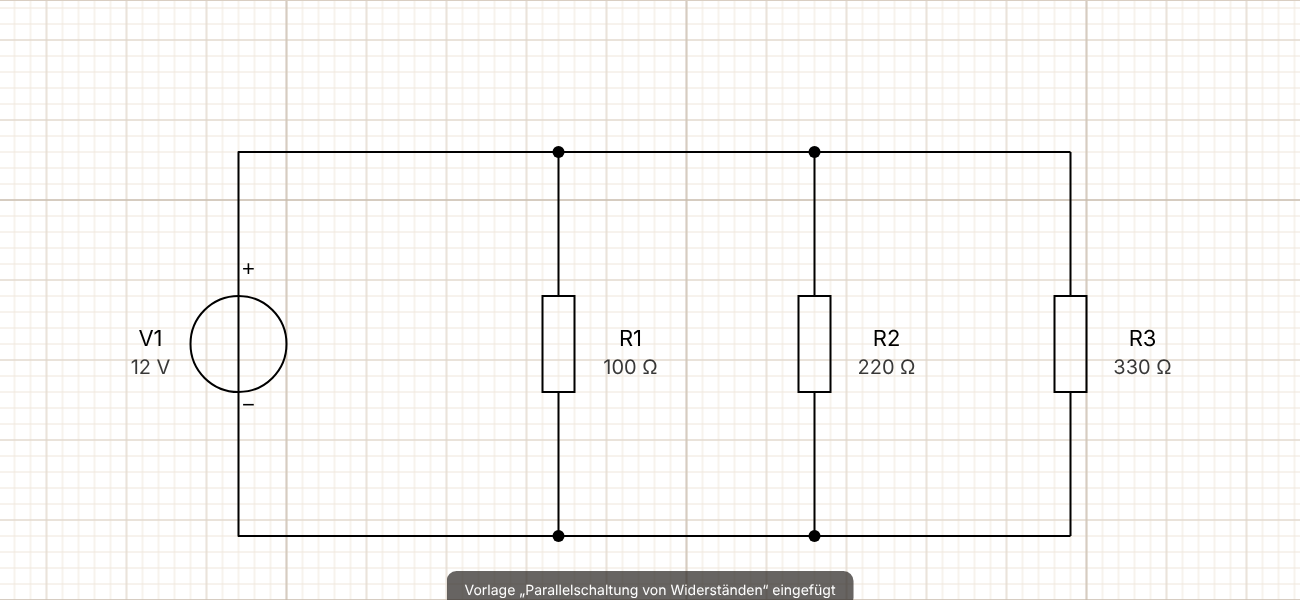 +
V1
12 V
−
R1
100 Ω
R2
220 Ω
R3
330 Ω
Vorlage „Parallelschaltung von Widerständen“ eingefügt